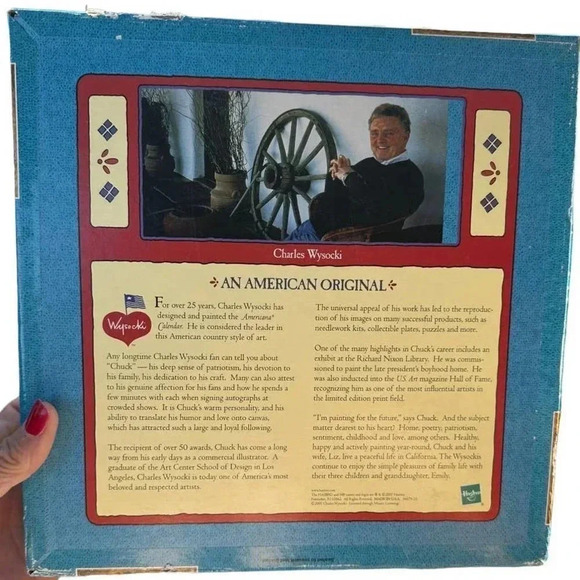 Charles Wysocki
AN AMERICAN ORIGINAL
Wysocki
For over 25 years, Charles Wysocki has
designed and painted the Americana®
Calendar. He is considered the leader in
this American country style of art.
Any longtime Charles Wysocki fan can tell you about
"Chuck" — his deep sense of patriotism, his devotion to
his family, his dedication to his craft. Many can also attest
to his genuine affection for his fans and how he spends a
few minutes with each when signing autographs at
crowded shows. It is Chuck's warm personality, and his
ability to translate his humor and love onto canvas,
which has attracted such a large and loyal following.
The recipient of over 50 awards, Chuck has come a long
way from his early days as a commercial illustrator. A
graduate of the Art Center School of Design in Los
Angeles, Charles Wysocki is today one of America's most
beloved and respected artists.
The universal appeal of his work has led to the reproduc-
tion of his images on many successful products, such as
needlework kits, collectible plates, puzzles and more.
One of the many highlights in Chuck's career includes an
exhibit at the Richard Nixon Library. He was commis-
sioned to paint the late president's boyhood home. He
was also inducted into the US Art magazine Hall of Fame,
recognizing him as one of the most influential artists in
the limited edition print field.
"I'm painting for the future," says Chuck. And the subject
matter dearest to his heart? Home, poetry, patriotism,
sentiment, childhood and love, among others. Healthy,
happy and actively painting year-round, Chuck and his
wife, Liz, live a peaceful life in California. The Wysockis
continue to enjoy the simple pleasures of family life with
their three children and granddaughter, Emily.
Hasbro